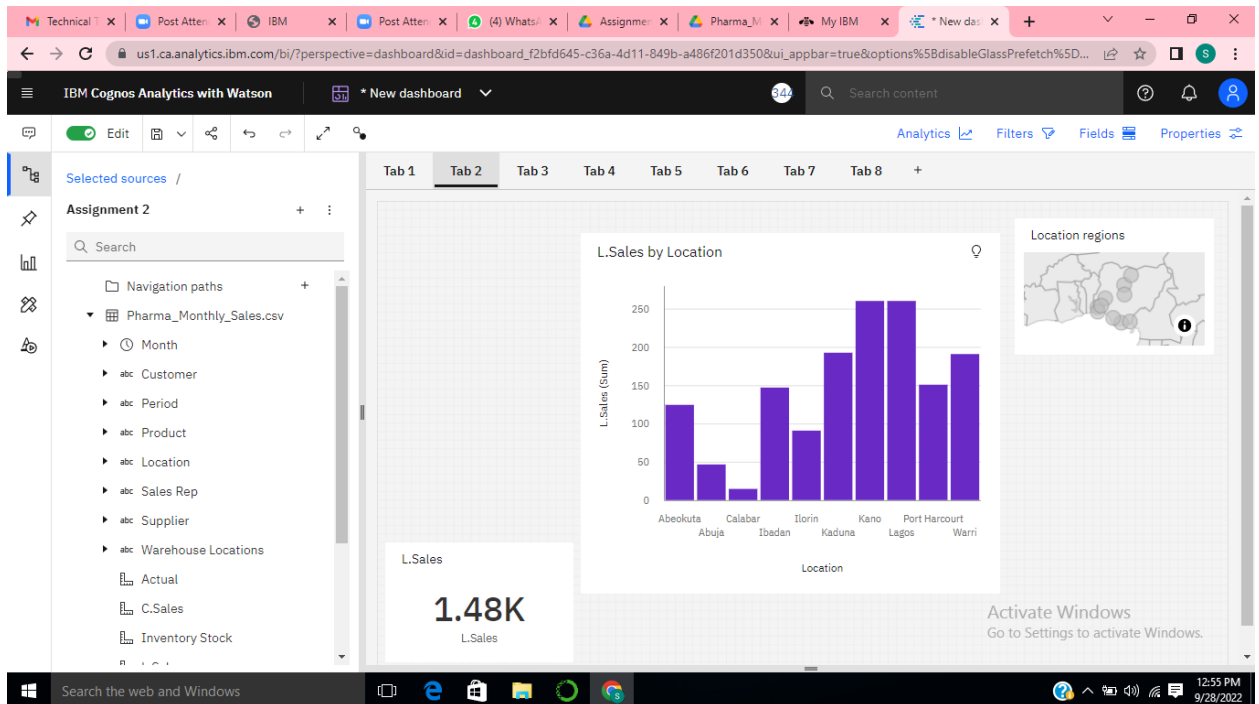 Technical T
Post Atten
IBM
Post Atten
(4) WhatsA
Assignmen
Pharma_M
My IBM
* New das
us1.ca.analytics.ibm.com/bi/?perspective=dashboard&id=dashboard_f2bfd645-c36a-4d11-849b-a486f201d350&ui_appbar=true&options%5BdisableGlassPrefetch%5D...
S
IBM Cognos Analytics with Watson
* New dashboard
344
Search content
Edit
Analytics
Filters
Fields
Properties
Selected sources /
Tab 1 Tab 2 Tab 3 Tab 4 Tab 5 Tab 6 Tab 7 Tab 8 +
Assignment 2
Search
Navigation paths
Pharma_Monthly_Sales.csv
Month
abc Customer
abc Period
abc Product
abc Location
abc Sales Rep
abc Supplier
abc Warehouse Locations
Actual
C.Sales
Inventory Stock
L.Sales by Location
250
200
150
100
50
0
L.Sales (Sum)
Abeokuta Calabar Ilorin Kano Port Harcourt
Abuja Ibadan Kaduna Lagos Warri
Location
Location regions
L.Sales
1.48K
L.Sales
Activate Windows
Go to Settings to activate Windows.
Search the web and Windows
12:55 PM
9/28/2022